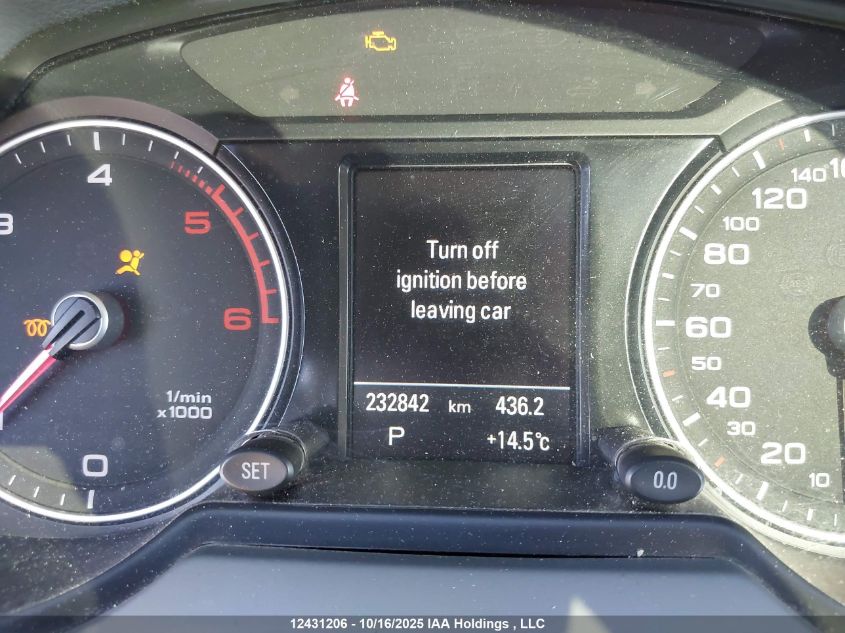 3
4
5
6
0
1/min
x1000
SET
Turn off
ignition before
leaving car
232842 km 436.2
P +14.5°c
0.0
140
120
100
80
70
60
50
40
30
20
10
12431206 - 10/16/2025 IAA Holdings , LLC